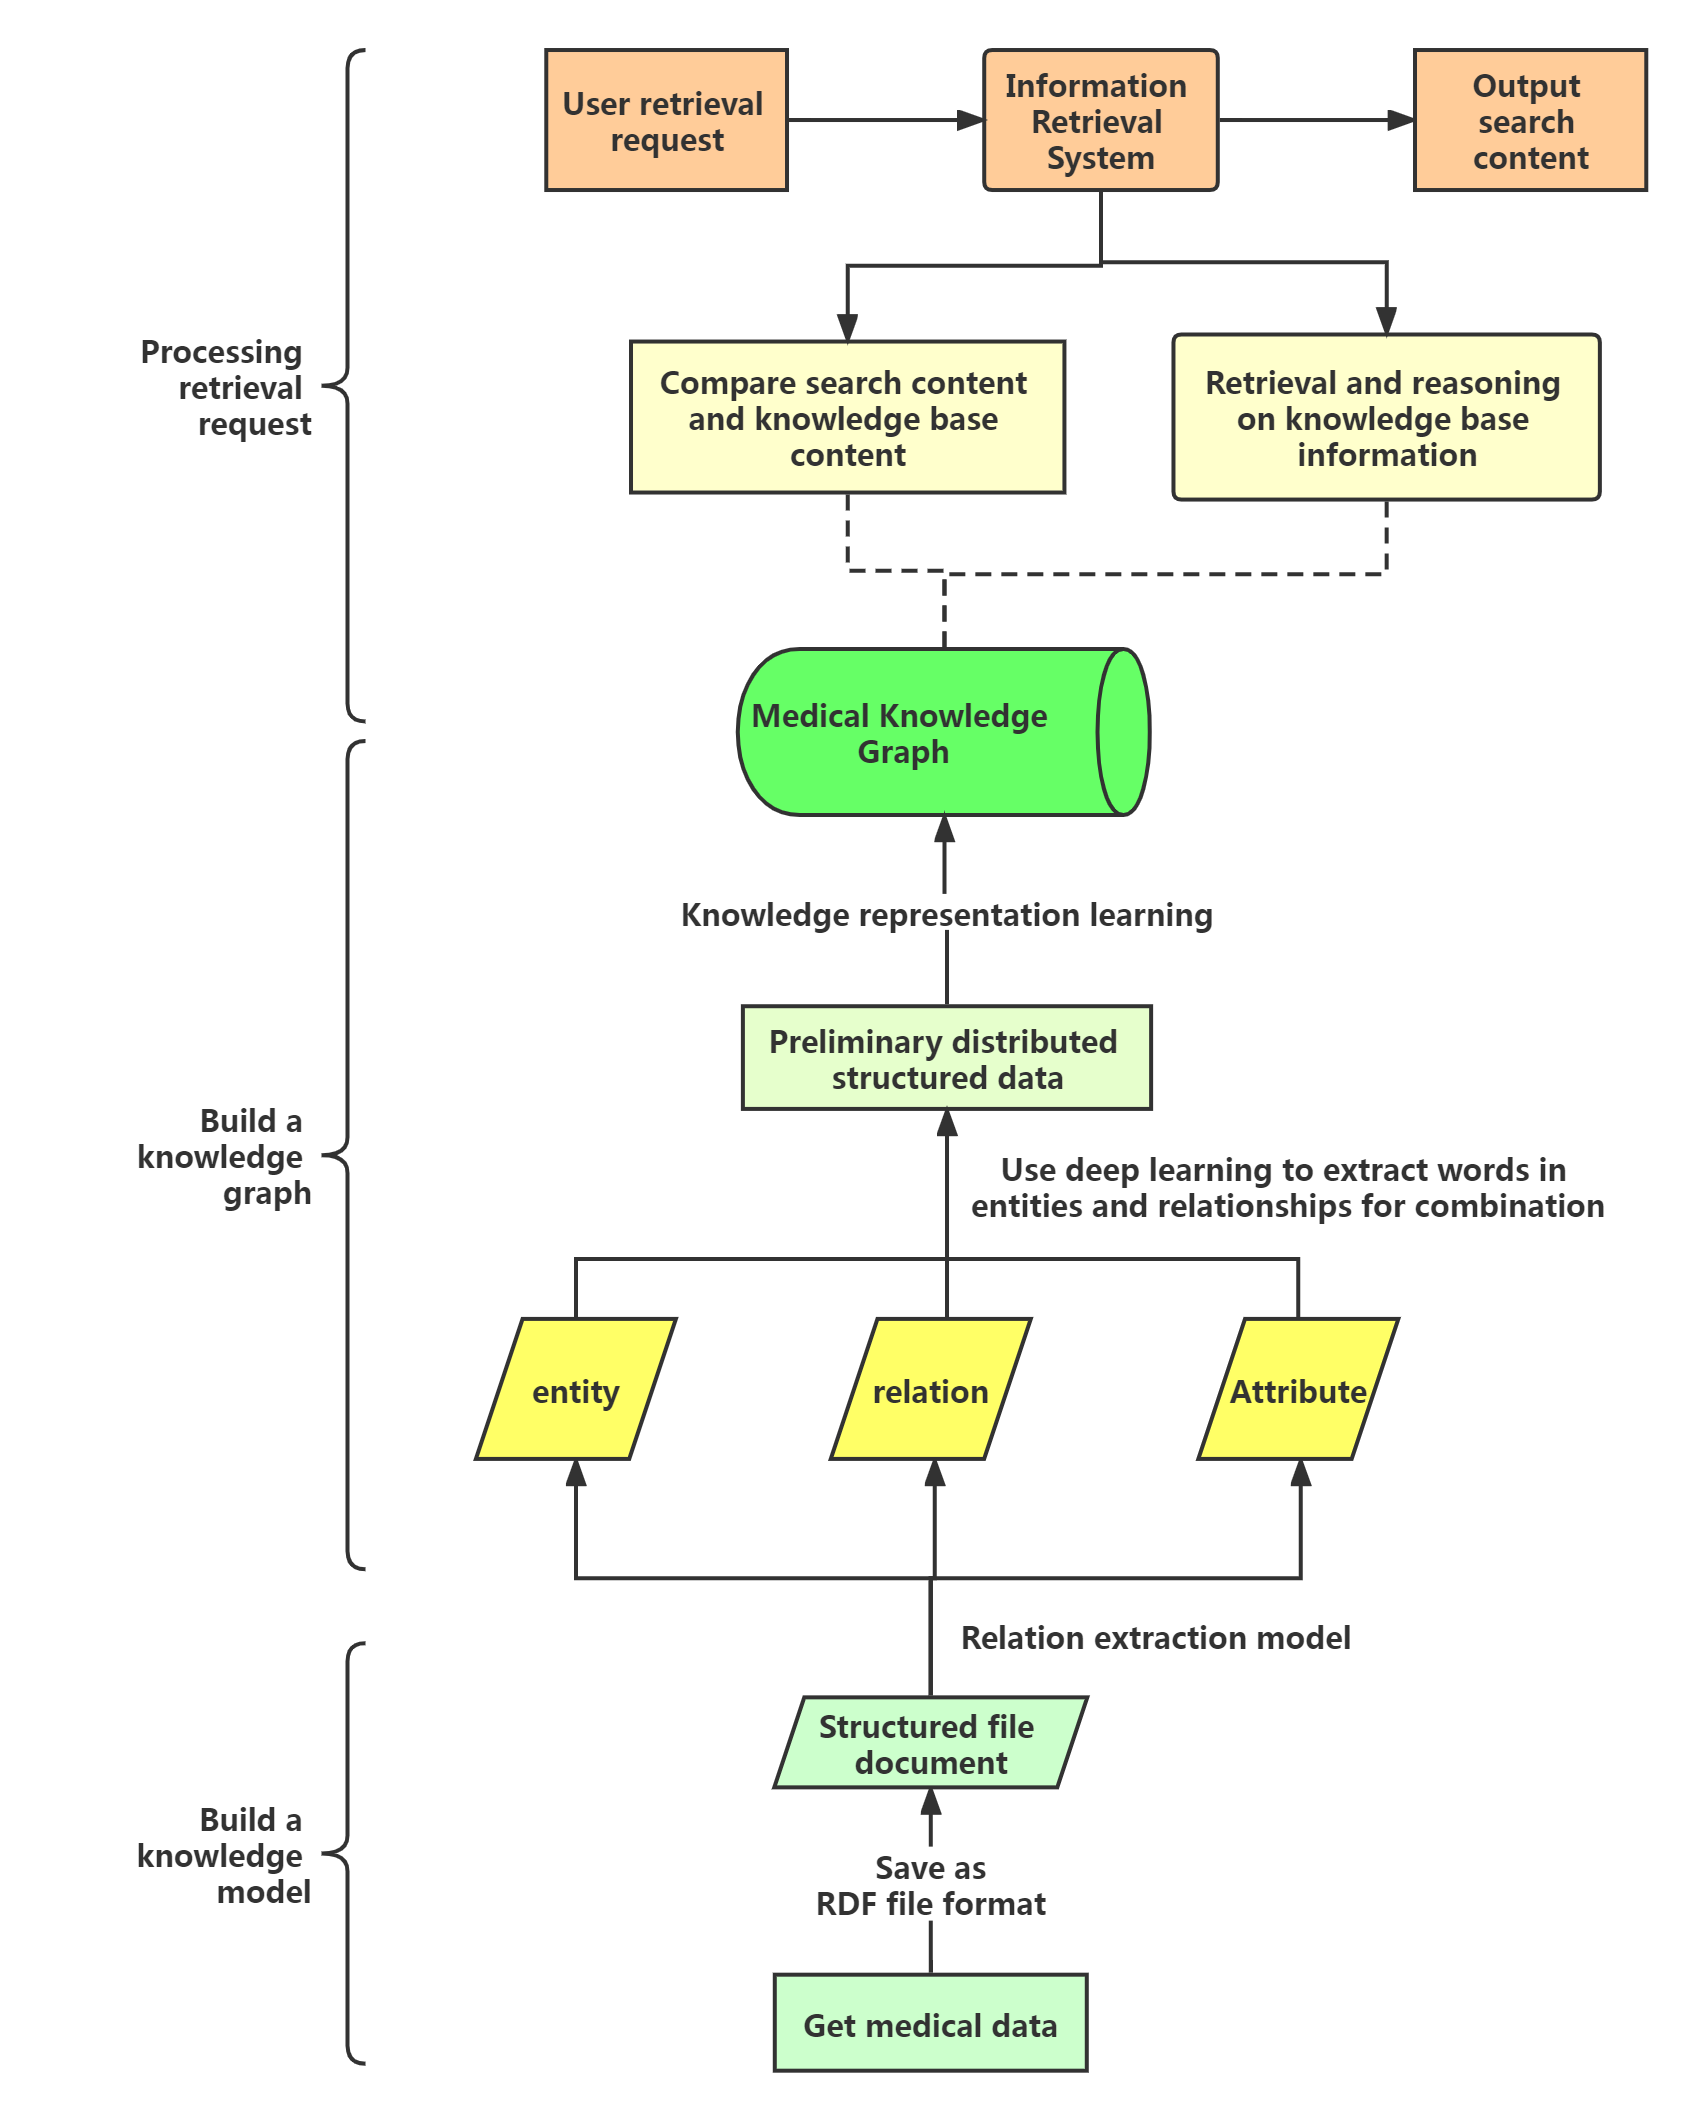 User retrieval
request
Information
Retrieval
System
Output
search
content
Processing
retrieval
request
Compare search content
and knowledge base
content
Retrieval and reasoning
on knowledge base
information
Medical Knowledge
Graph
Knowledge representation learning
Preliminary distributed
structured data
Build a
knowledge
graph
Use deep learning to extract words in
entities and relationships for combination
entity
relation
Attribute
Relation extraction model
Structured file
document
Build a
knowledge
model
Save as
RDF file format
Get medical data